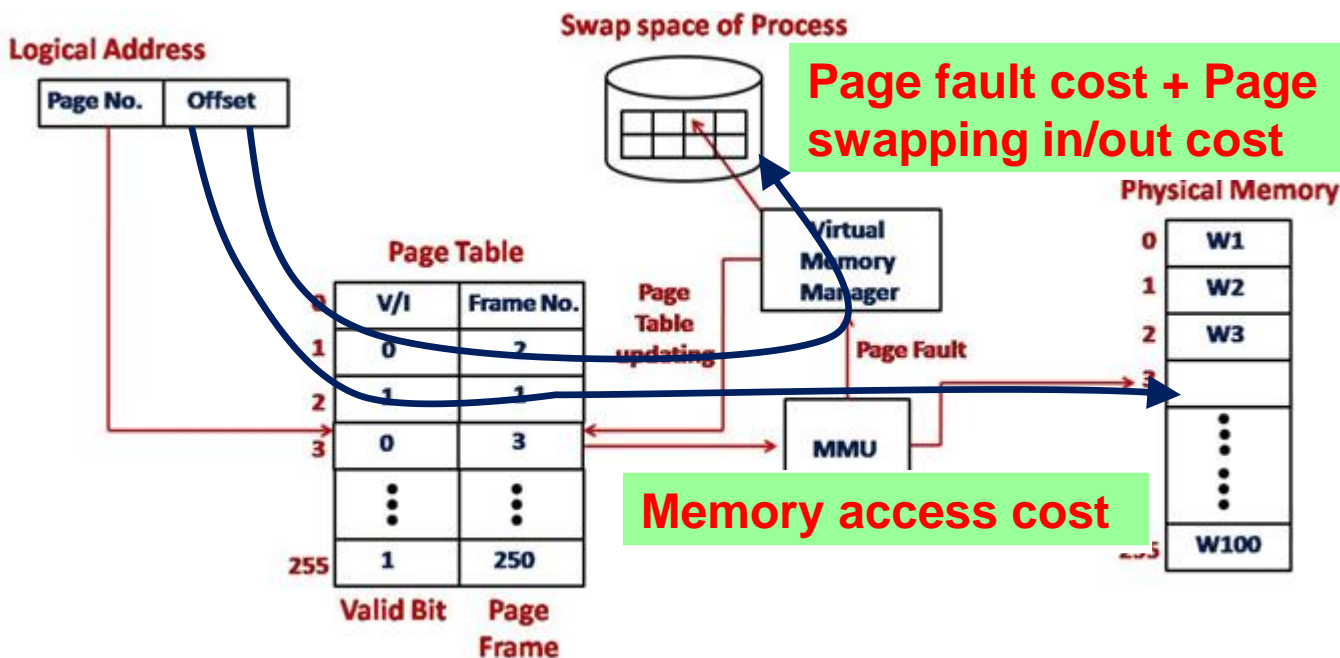 Swap space of Process
Logical Address
Page No. Offset
Page fault cost + Page
swapping in/out cost
Physical Memory
0 W1
1 W2
2 W3
3
W100
Virtual
Memory
Manager
Page Table
V/I Frame No.
1 0 2
2 1 1
3 0 3
255 1 250
Valid Bit Page
Frame
Page
Table
updating
Page Fault
MMU
Memory access cost